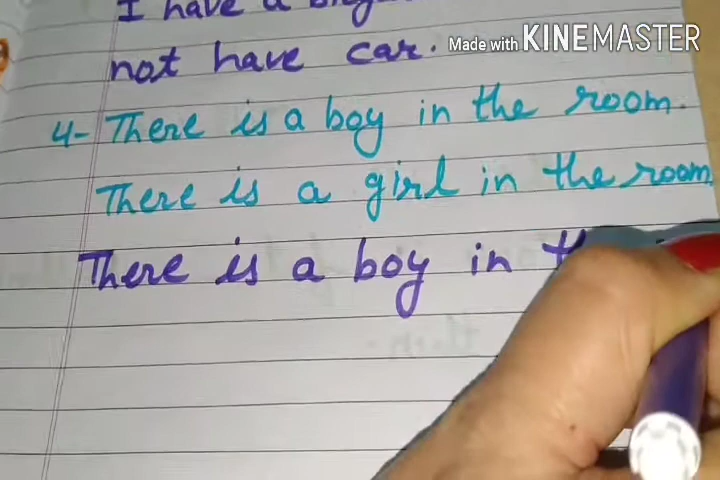 I have a
not have car.
Made with KINEMASTER
4- There is a boy in the room.
There is a girl in the room.
There is a boy in